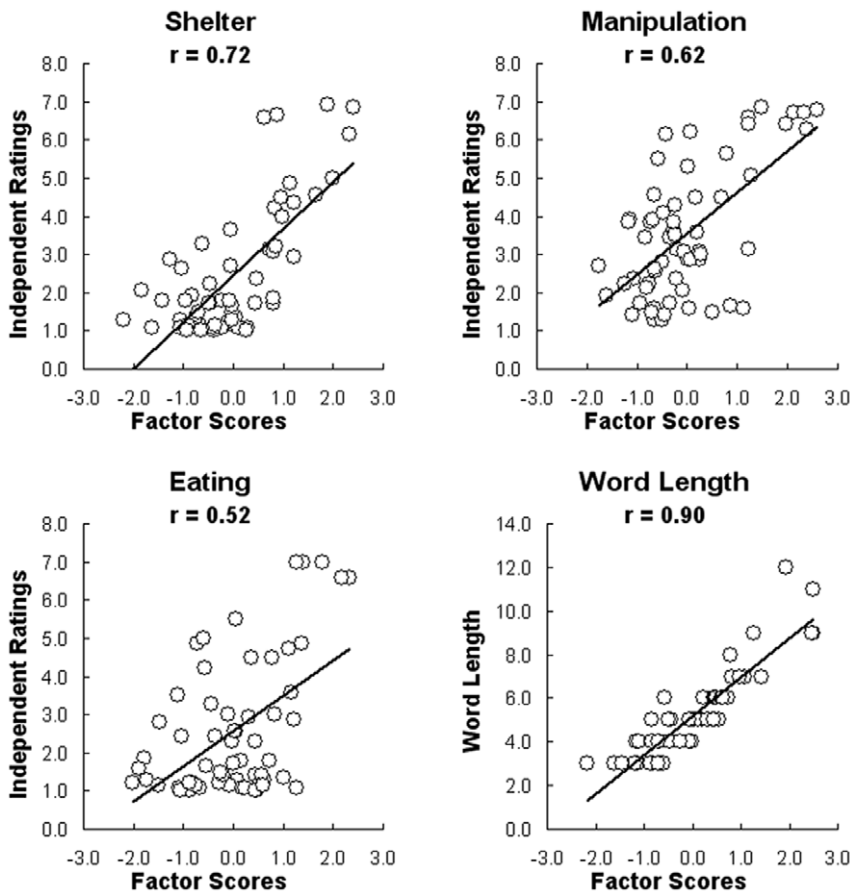 Shelter
r = 0.72
8.0
7.0
6.0
5.0
4.0
3.0
2.0
1.0
0.0
Independent Ratings
-3.0 -2.0 -1.0 0.0 1.0 2.0 3.0
Factor Scores
Manipulation
r = 0.62
8.0
7.0
6.0
5.0
4.0
3.0
2.0
1.0
0.0
Independent Ratings
-3.0 -2.0 -1.0 0.0 1.0 2.0 3.0
Factor Scores
Eating
r = 0.52
8.0
7.0
6.0
5.0
4.0
3.0
2.0
1.0
0.0
Independent Ratings
-3.0 -2.0 -1.0 0.0 1.0 2.0 3.0
Factor Scores
Word Length
r = 0.90
14.0
12.0
10.0
8.0
6.0
4.0
2.0
0.0
Word Length
-3.0 -2.0 -1.0 0.0 1.0 2.0 3.0
Factor Scores